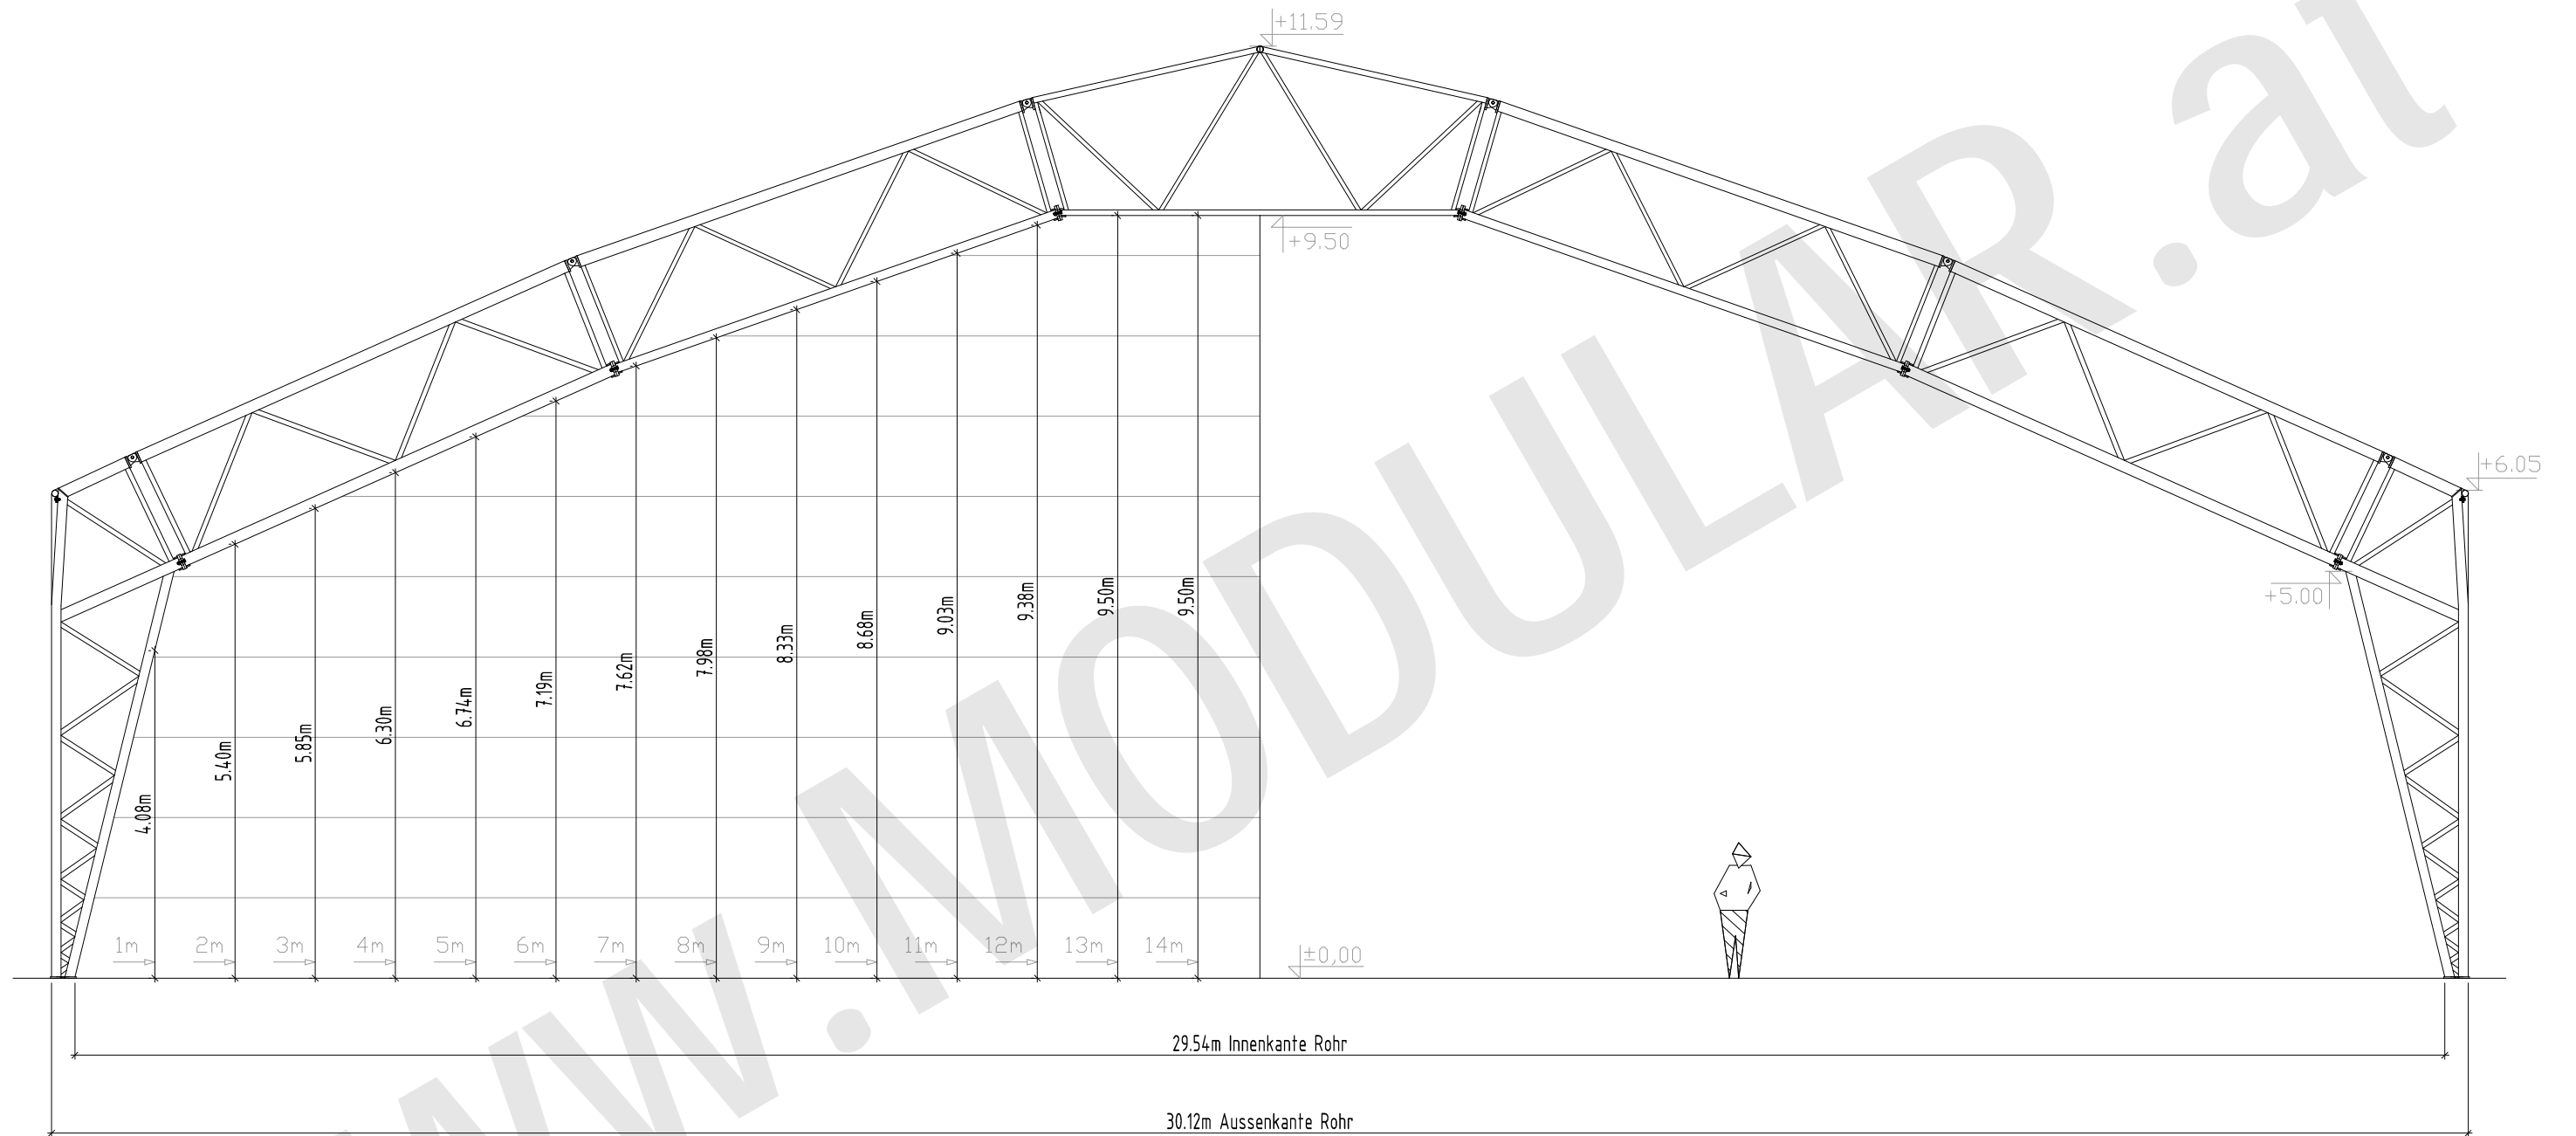 +11.59
+9.50
+6.05
+5.00
4.08m
5.40m
5.85m
6.30m
6.74m
7.19m
7.62m
7.98m
8.33m
8.68m
9.03m
9.38m
9.50m
9.50m
1m
2m
3m
4m
5m
6m
7m
8m
9m
10m
11m
12m
13m
14m
±0,00
29.54m Innenkante Rohr
30.12m Aussenkante Rohr
w.MODULAR.at